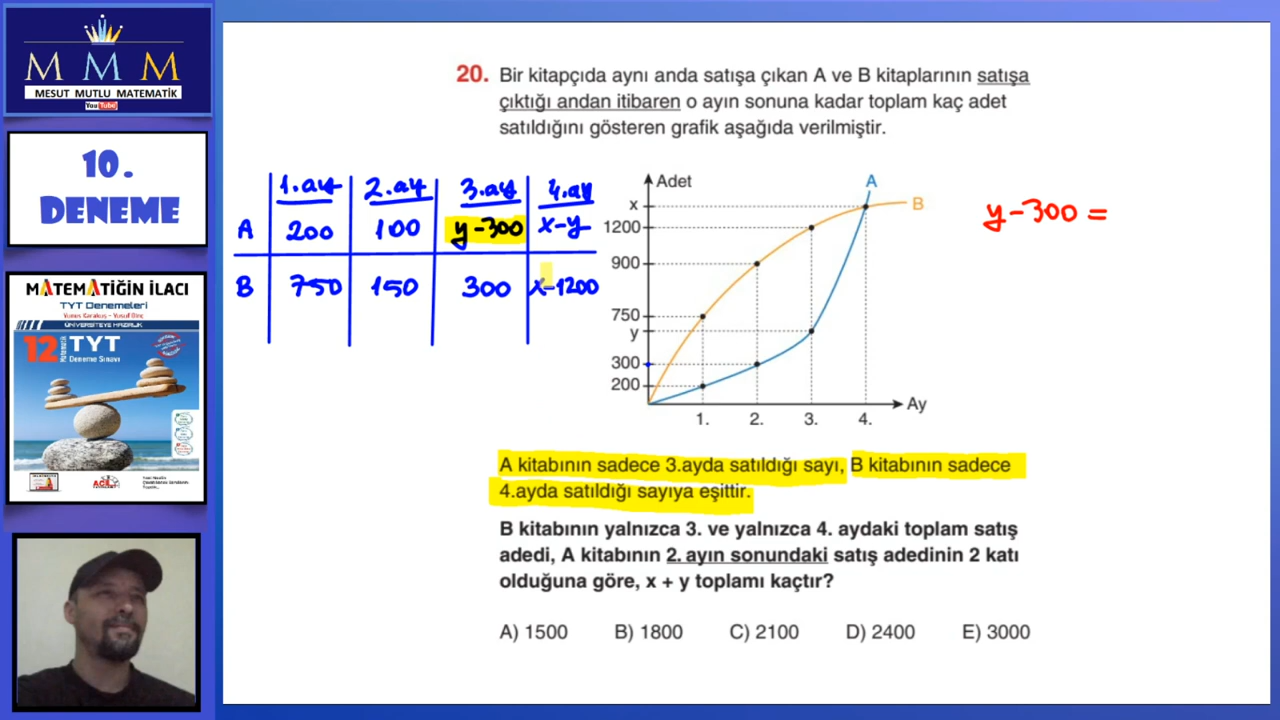 M M M
MESUT MUTLU MATEMATİK
YouTube
10.
DENEME
MATEMATİĞİN İLACI
TYT Denemeleri
ÜNİVERSİTEYE HAZIRLIK
12 Matematik TYT
Deneme Sınavı
20. Bir kitapçıda aynı anda satışa çıkan A ve B kitaplarının satışa
çıktığı andan itibaren o ayın sonuna kadar toplam kaç adet
satıldığını gösteren grafik aşağıda verilmiştir.
1.ay 2.ay 3.ay 4.ay
A 200 100 y-300 x-y
B 750 150 300 x-1200
Adet
A
B
x
1200
900
750
y
300
200
1. 2. 3. 4.
Ay
y-300 =
A kitabının sadece 3.ayda satıldığı sayı, B kitabının sadece
4.ayda satıldığı sayıya eşittir.
B kitabının yalnızca 3. ve yalnızca 4. aydaki toplam satış
adedi, A kitabının 2. ayın sonundaki satış adedinin 2 katı
olduğuna göre, x + y toplamı kaçtır?
A) 1500 B) 1800 C) 2100 D) 2400 E) 3000